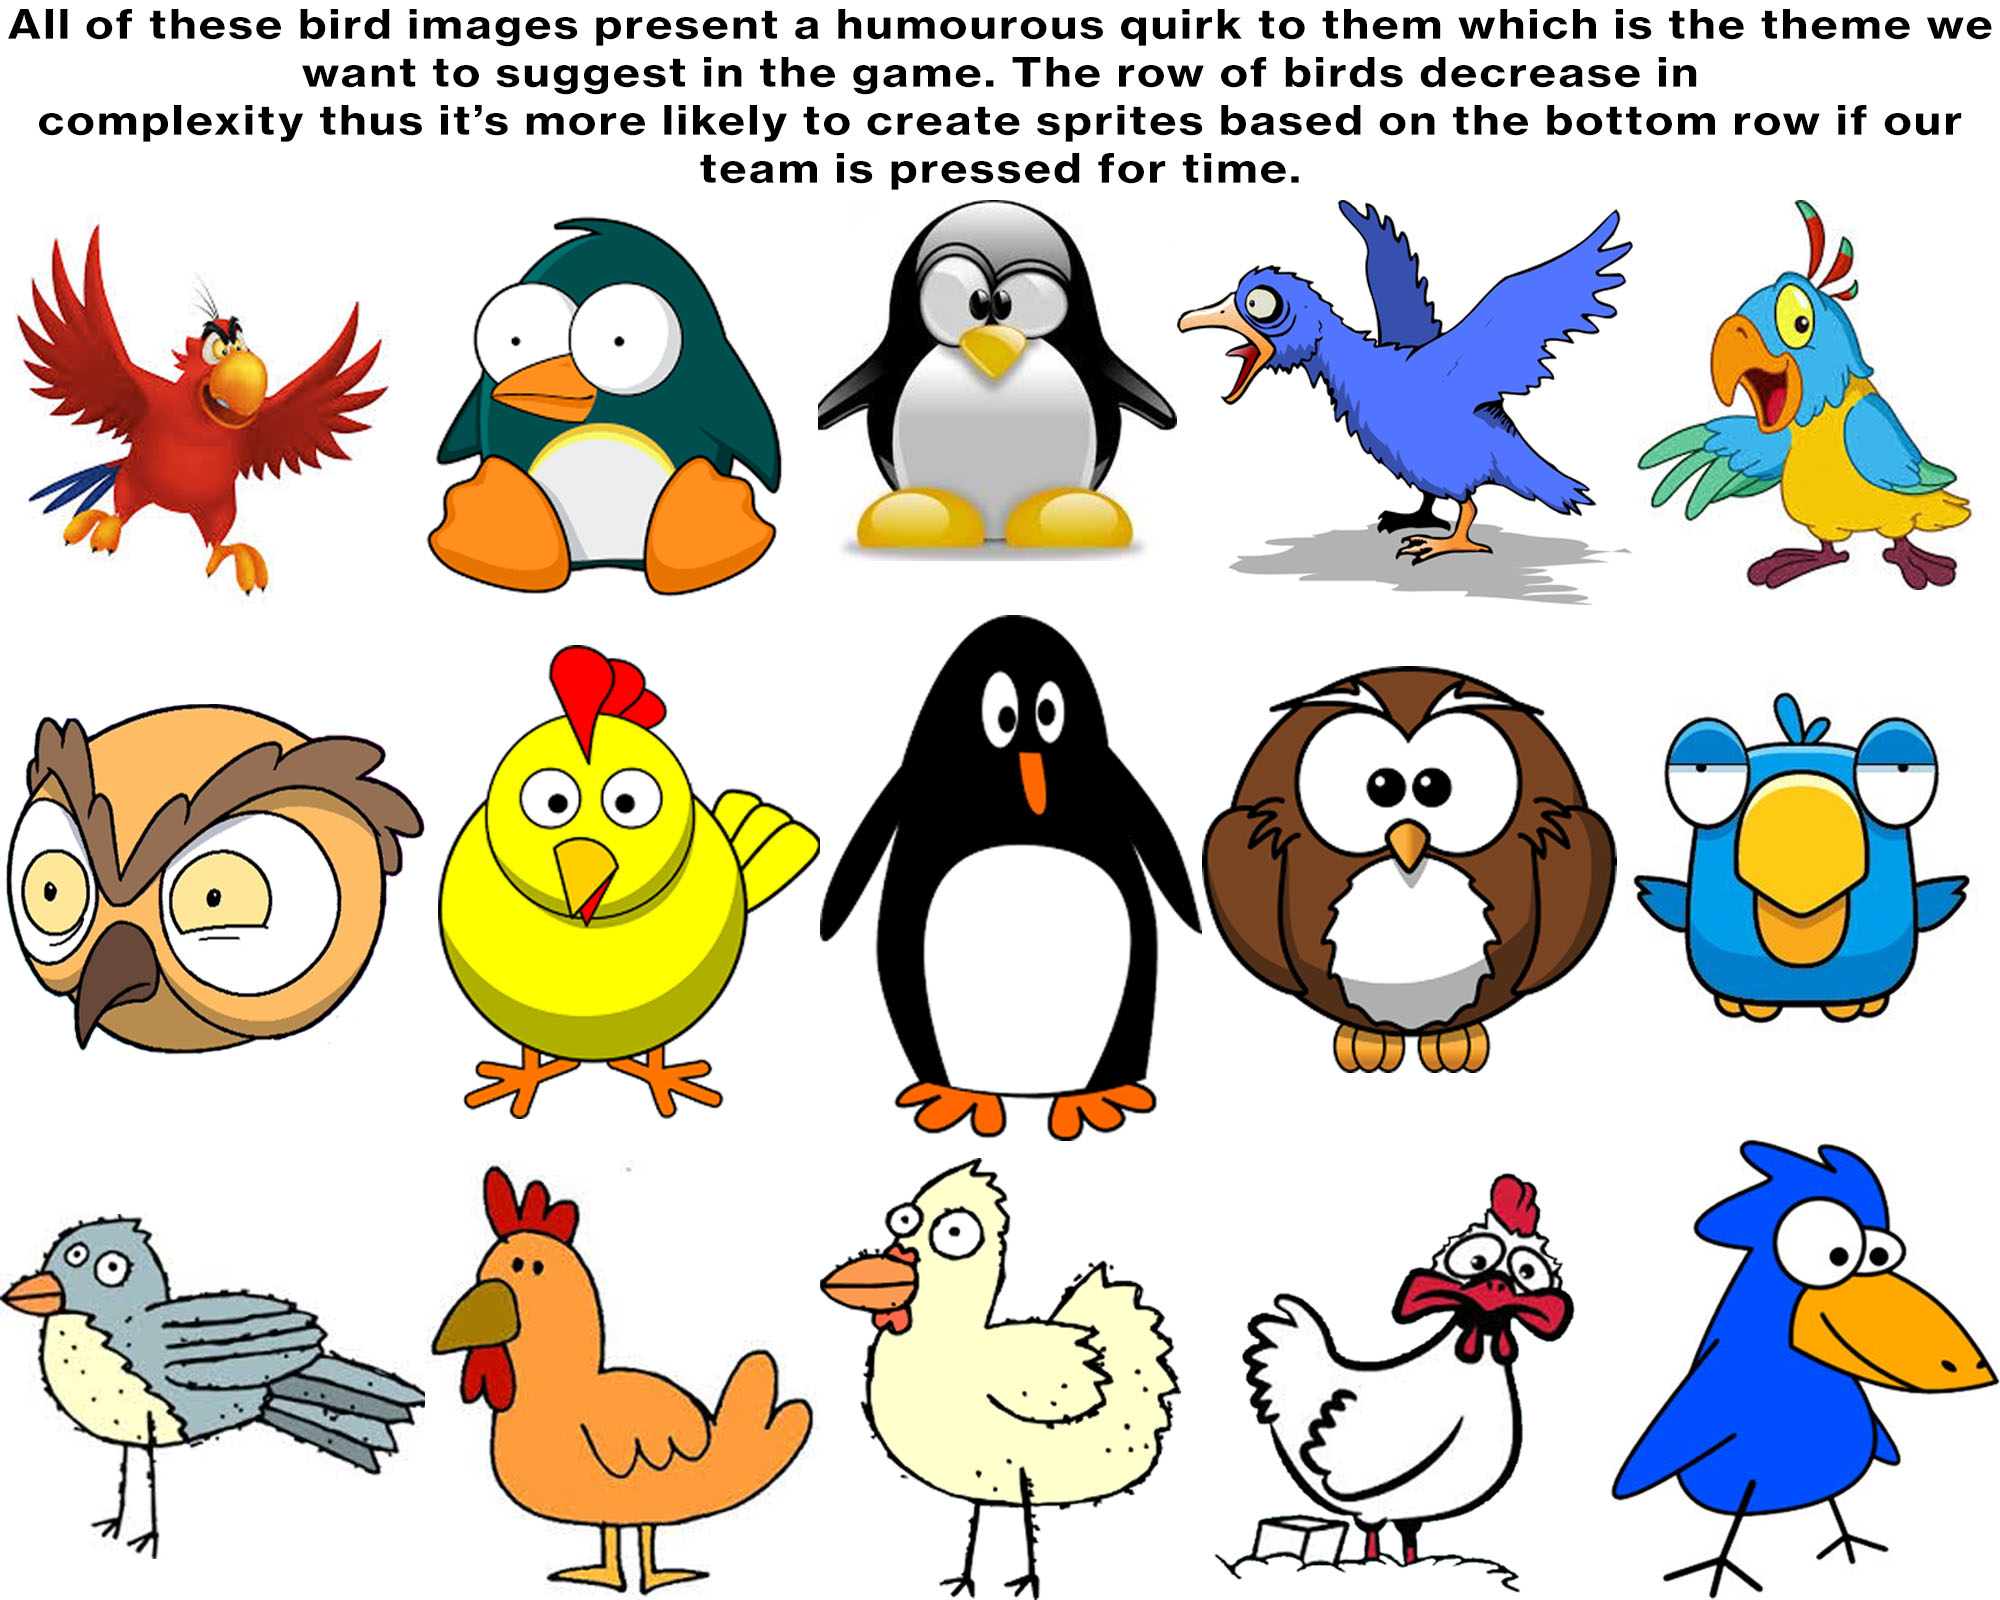 All of these bird images present a humourous quirk to them which is the theme we
want to suggest in the game. The row of birds decrease in
complexity thus it’s more likely to create sprites based on the bottom row if our
team is pressed for time.